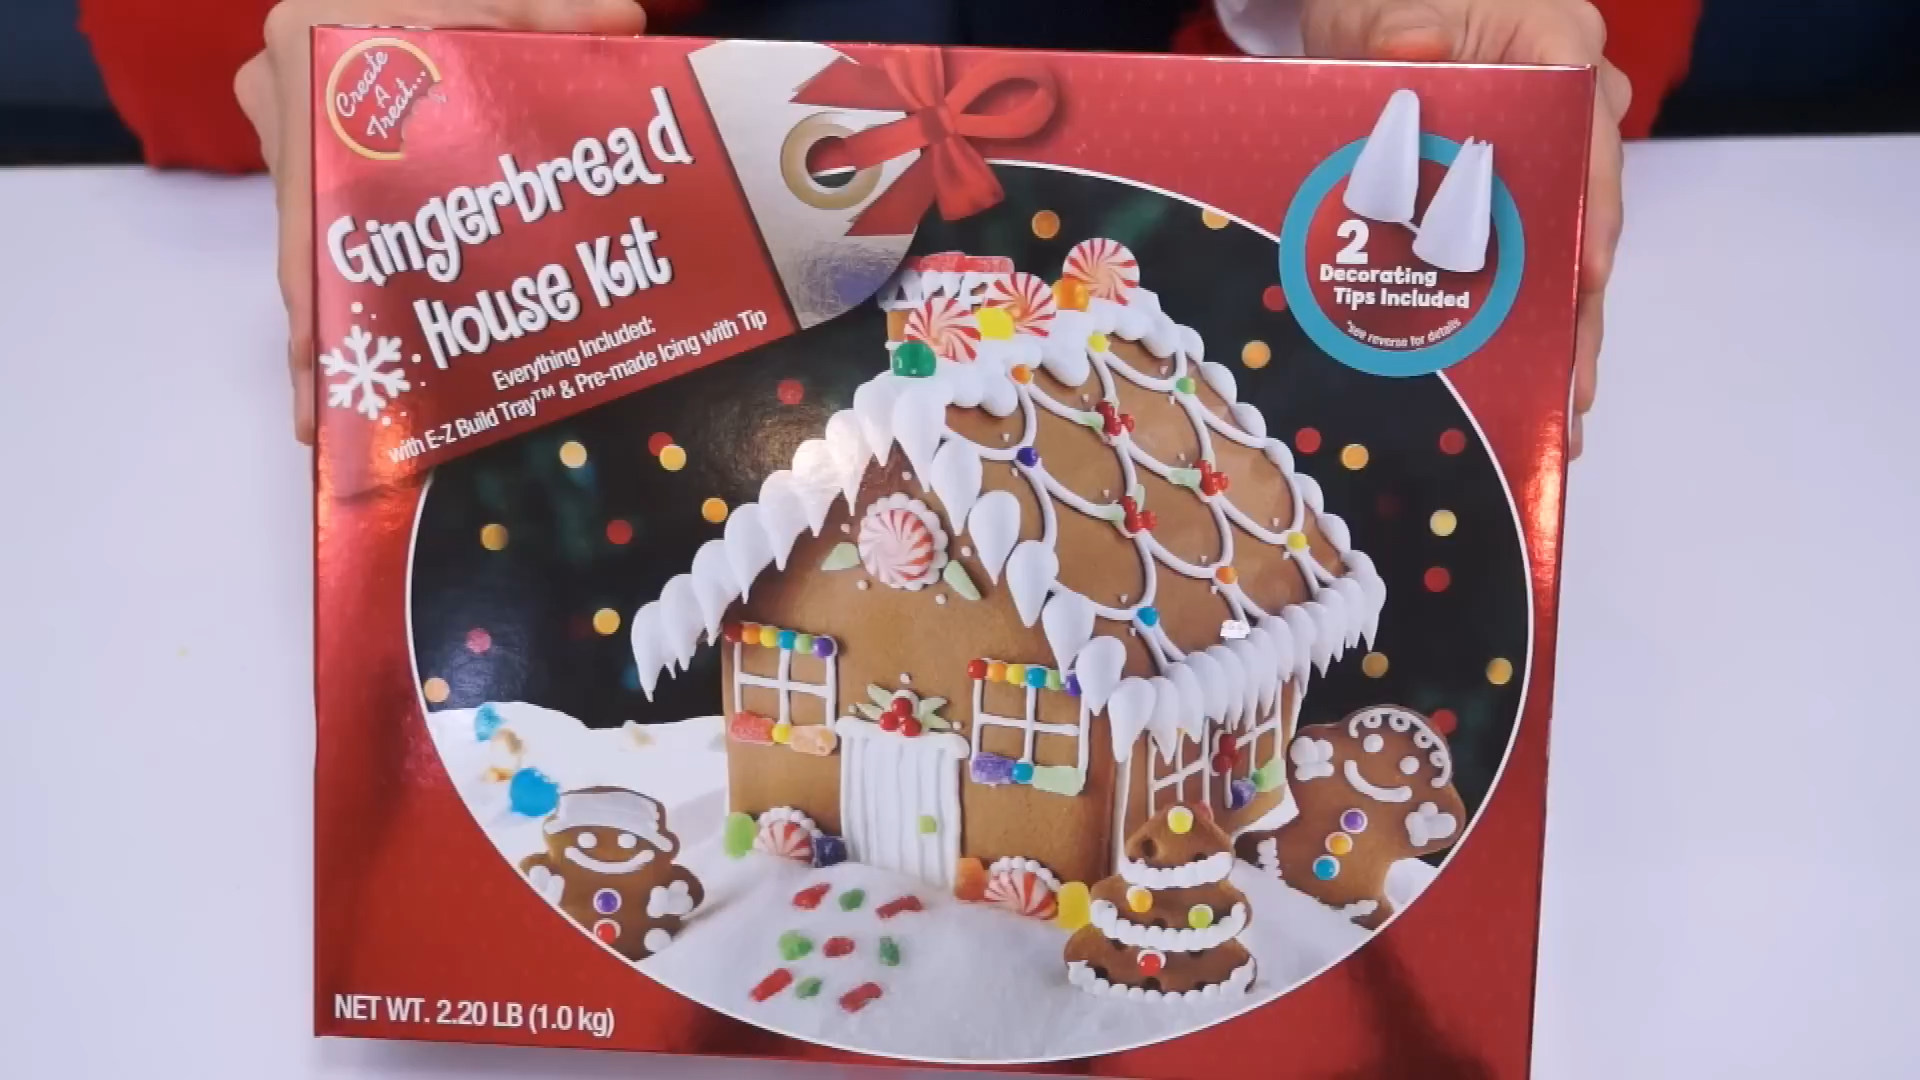 Create
A
Treat...
Gingerbread
House Kit
Everything Included:
with E-Z Build Tray™ & Pre-made Icing with Tip
2
Decorating
Tips Included
*see reverse for details
NET WT. 2.20 LB (1.0 kg)